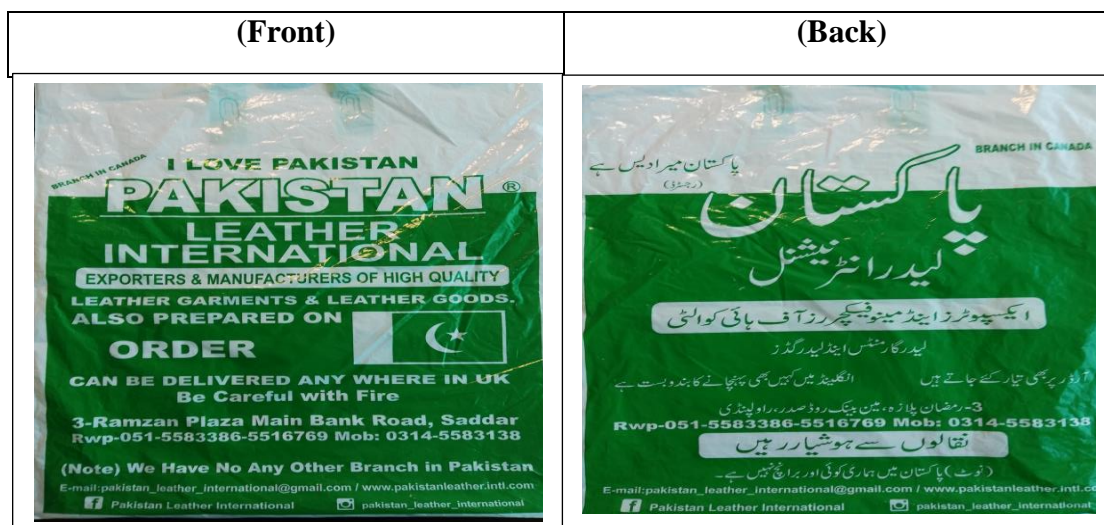 (Front)
BRANCH IN CANADA
I LOVE PAKISTAN
PAKISTAN ®
LEATHER
INTERNATIONAL
EXPORTERS & MANUFACTURERS OF HIGH QUALITY
LEATHER GARMENTS & LEATHER GOODS.
ALSO PREPARED ON
ORDER
CAN BE DELIVERED ANY WHERE IN UK
Be Careful with Fire
3-Ramzan Plaza Main Bank Road, Saddar
Rwp-051-5583386-5516769 Mob: 0314-5583138
(Note) We Have No Any Other Branch in Pakistan
E-mail:pakistan_leather_international@gmail.com / www.pakistanleather.intl.com
Pakistan Leather International pakistan_leather_international
(Back)
BRANCH IN CANADA
پاکستان میرا دیس ہے
(رجسٹرڈ)
پاکستان
لیدر انٹرنیشنل
ایکسپوٹرز اینڈ مینوفیکچررز آف ہائی کوالٹی
لیدر گارمنٹس اینڈ لیدر گڈز
آرڈر پر بھی تیار کئے جاتے ہیں انگلینڈ میں کہیں بھی پہنچانے کا بندوبست ہے
3-رمضان پلازہ، مین بینک روڈ صدر، راولپنڈی
Rwp-051-5583386-5516769 Mob: 0314-5583138
نقالوں سے ہوشیار رہیں
(نوٹ) پاکستان میں ہماری کوئی اور برانچ نہیں ہے۔
E-mail:pakistan_leather_international@gmail.com / www.pakistanleather.intl.co
Pakistan Leather International pakistan_leather_international